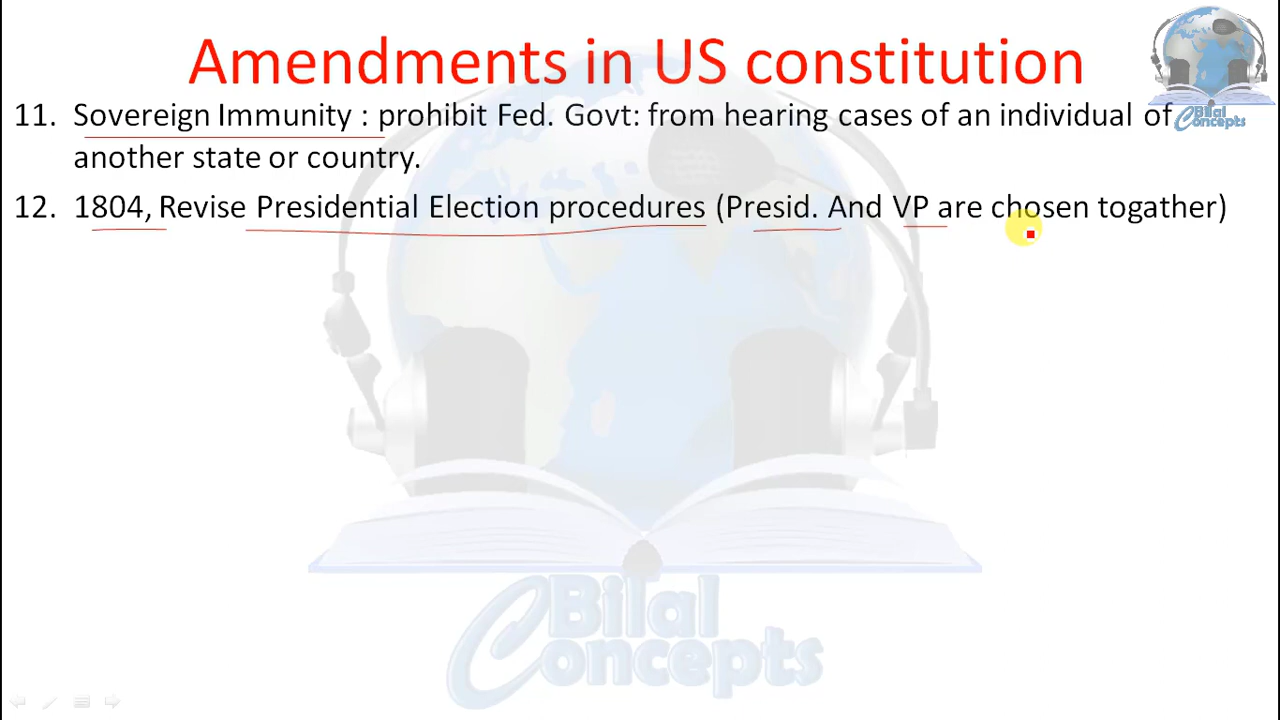 Amendments in US constitution
Bilal
Concepts
11. Sovereign Immunity : prohibit Fed. Govt: from hearing cases of an individual of
another state or country.
12. 1804, Revise Presidential Election procedures (Presid. And VP are chosen togather)
Bilal
Concepts